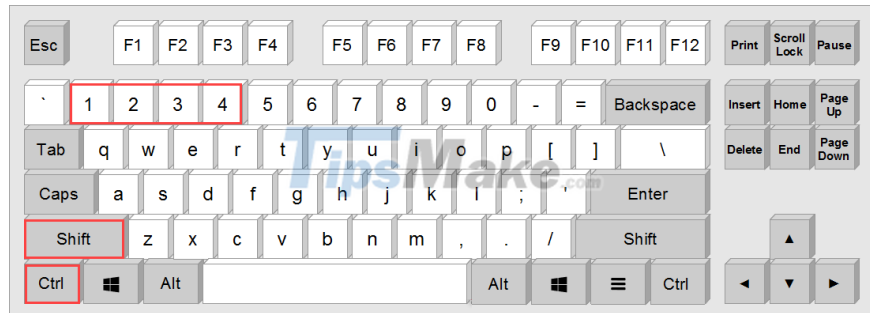 Esc F1 F2 F3 F4 F5 F6 F7 F8 F9 F10 F11 F12 Print Scroll Lock Pause
` 1 2 3 4 5 6 7 8 9 0 - = Backspace Insert Home Page Up
Tab q w e r t y u i o p [ ] \ Delete End Page Down
TipsMake.com
Caps a s d f g h j k l ; ' Enter
Shift z x c v b n m , . / Shift ▲
Ctrl Alt Alt ☰ Ctrl ◄ ▼ ►